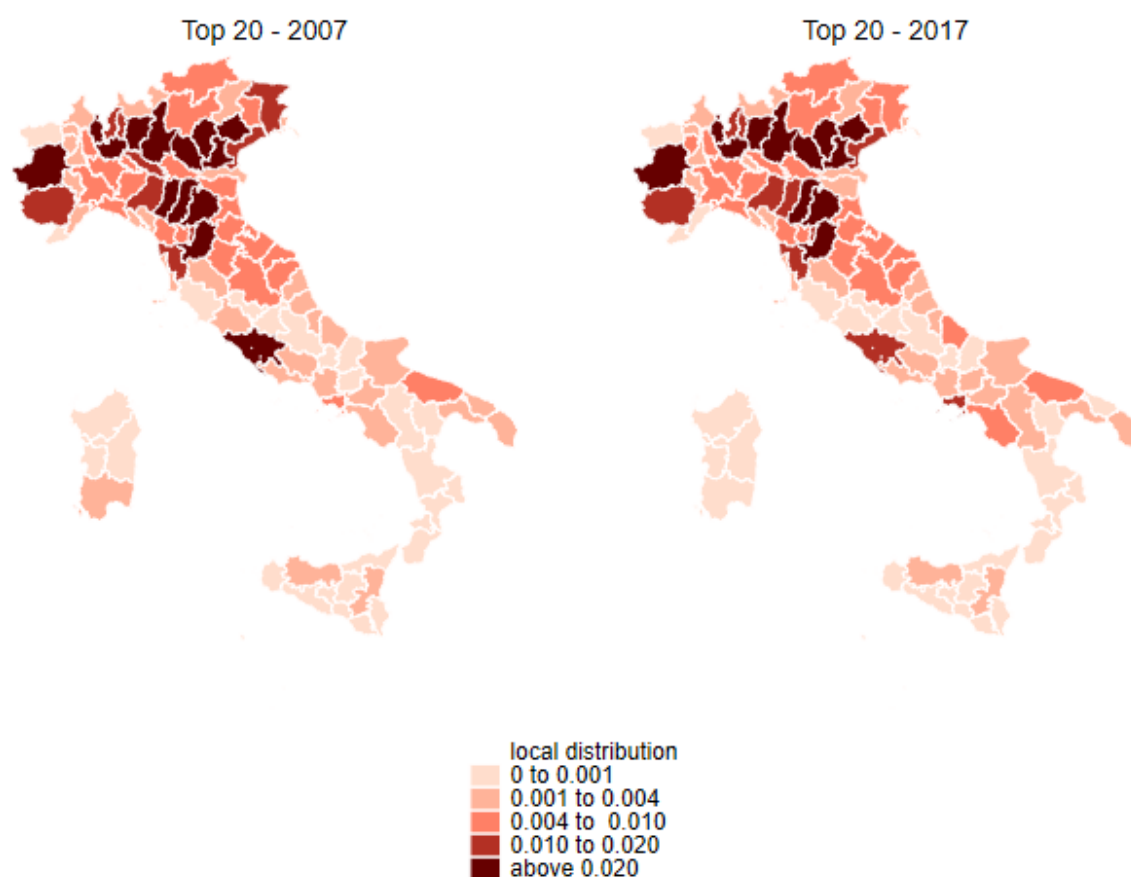 Top 20 - 2007
Top 20 - 2017
local distribution
0 to 0.001
0.001 to 0.004
0.004 to  0.010
0.010 to 0.020
above 0.020